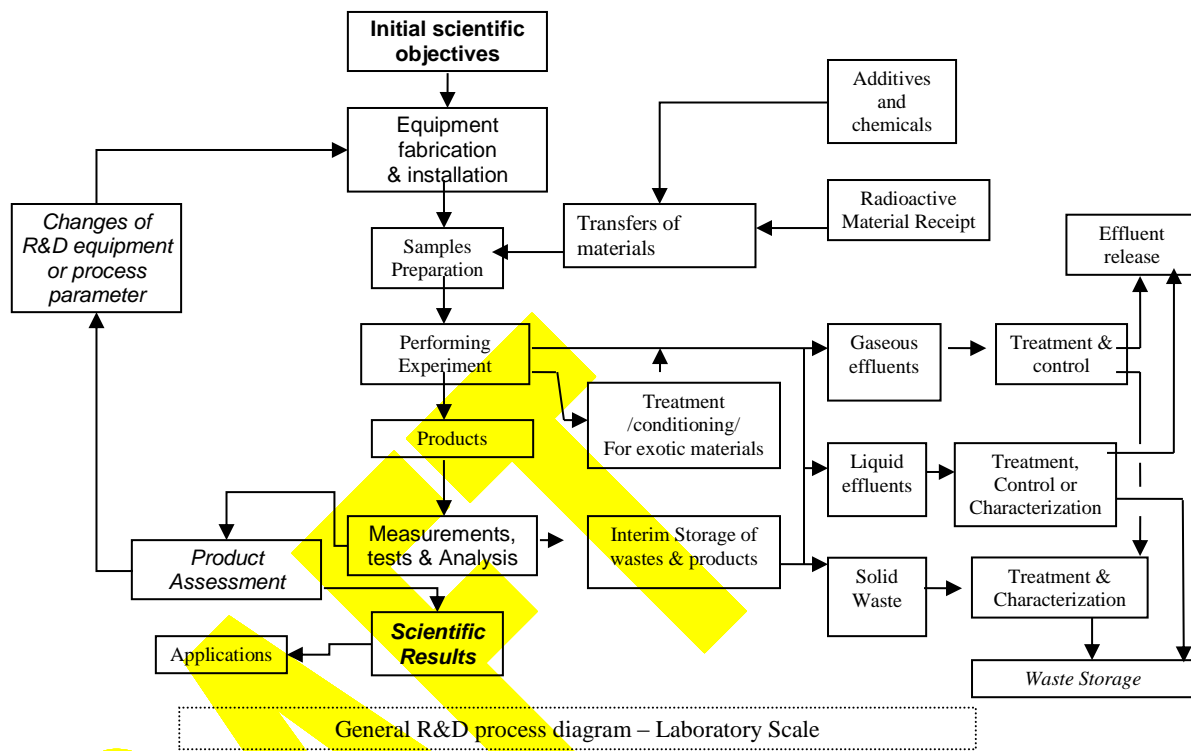 Initial scientific
objectives
Additives
and
chemicals
Equipment
fabrication
& installation
Changes of
R&D equipment
or process
parameter
Transfers of
materials
Radioactive
Material Receipt
Samples
Preparation
Effluent
release
Performing
Experiment
Gaseous
effluents
Treatment &
control
Treatment
/conditioning/
For exotic materials
Products
Liquid
effluents
Treatment,
Control or
Characterization
Measurements,
tests & Analysis
Interim Storage of
wastes & products
Product
Assessment
Solid
Waste
Treatment &
Characterization
Scientific
Results
Applications
Waste Storage
General R&D process diagram – Laboratory Scale